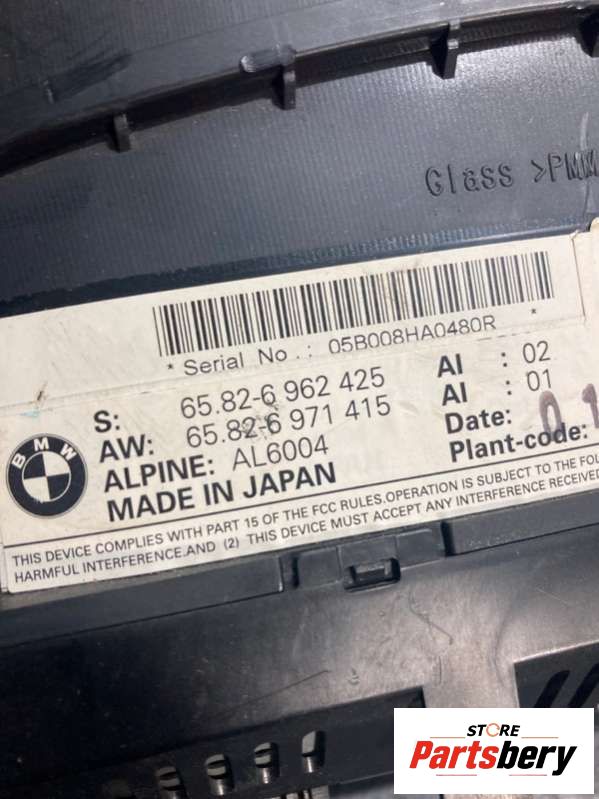 Glass >PMM
* Serial No.: 05B008HA0480R *
S: 65.82-6 962 425 AI: 02
AW: 65.82-6 971 415 AI: 01
ALPINE: AL6004 Date: 01
MADE IN JAPAN Plant-code:
BMW
THIS DEVICE COMPLIES WITH PART 15 OF THE FCC RULES.OPERATION IS SUBJECT TO THE FO
HARMFUL INTERFERENCE,AND (2) THIS DEVICE MUST ACCEPT ANY INTERFERENCE RECEIVED
STORE
Partsbery